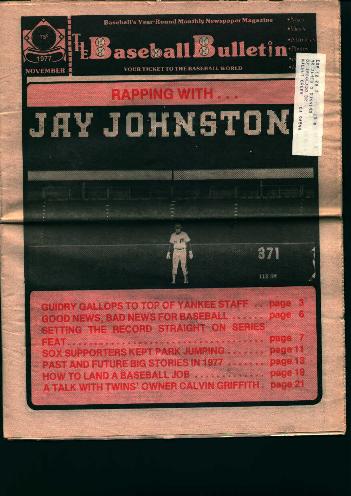 Baseball's Year-Round Monthly Newspaper Magazine
75¢
1977
NOVEMBER
THE Baseball Bulletin
YOUR TICKET TO THE BASEBALL WORLD
RAPPING WITH . . .
JAY JOHNSTON
371
GUIDRY GALLOPS TO TOP OF YANKEE STAFF . . page 3
GOOD NEWS, BAD NEWS FOR BASEBALL . . . . . . page 6
SETTING THE RECORD STRAIGHT ON SERIES
FEAT . . . . . . . . . . . . . . . . . . . . . page 7
SOX SUPPORTERS KEPT PARK JUMPING . . . . . . . page 11
PAST AND FUTURE BIG STORIES IN 1977 . . . . . . . page
HOW TO LAND A BASEBALL JOB . . . . . . . . . . . page
A TALK WITH TWINS' OWNER CALVIN GRIFFITH . page 21